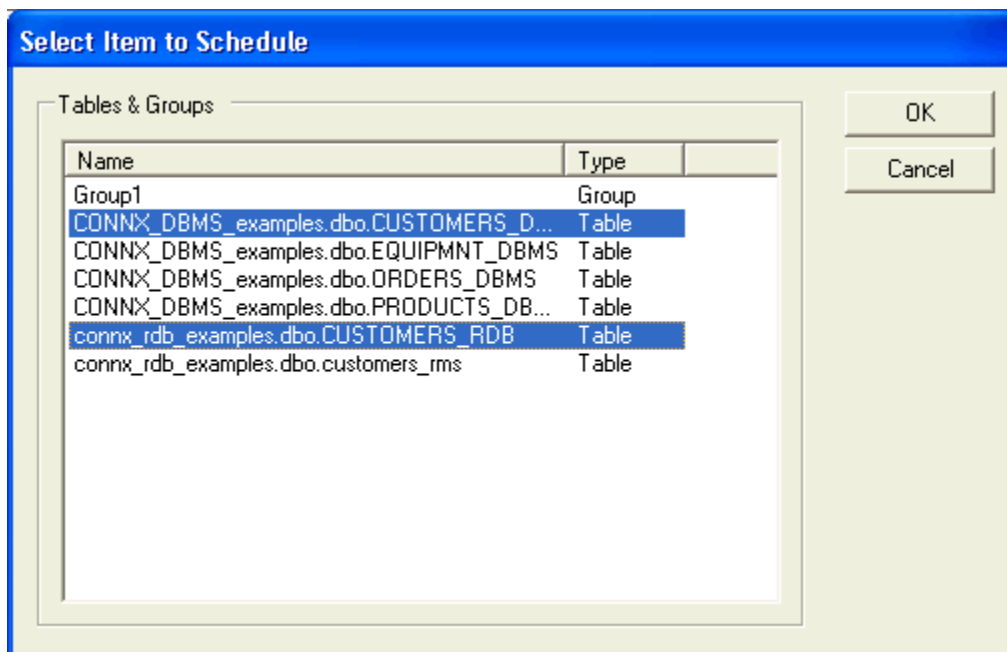 Select Item to Schedule
Tables & Groups
OK
Cancel
Name Type
Group1 Group
CONNX_DBMS_examples.dbo.CUSTOMERS_D... Table
CONNX_DBMS_examples.dbo.EQUIPMNT_DBMS Table
CONNX_DBMS_examples.dbo.ORDERS_DBMS Table
CONNX_DBMS_examples.dbo.PRODUCTS_DB... Table
connx_rdb_examples.dbo.CUSTOMERS_RDB Table
connx_rdb_examples.dbo.customers_rms Table